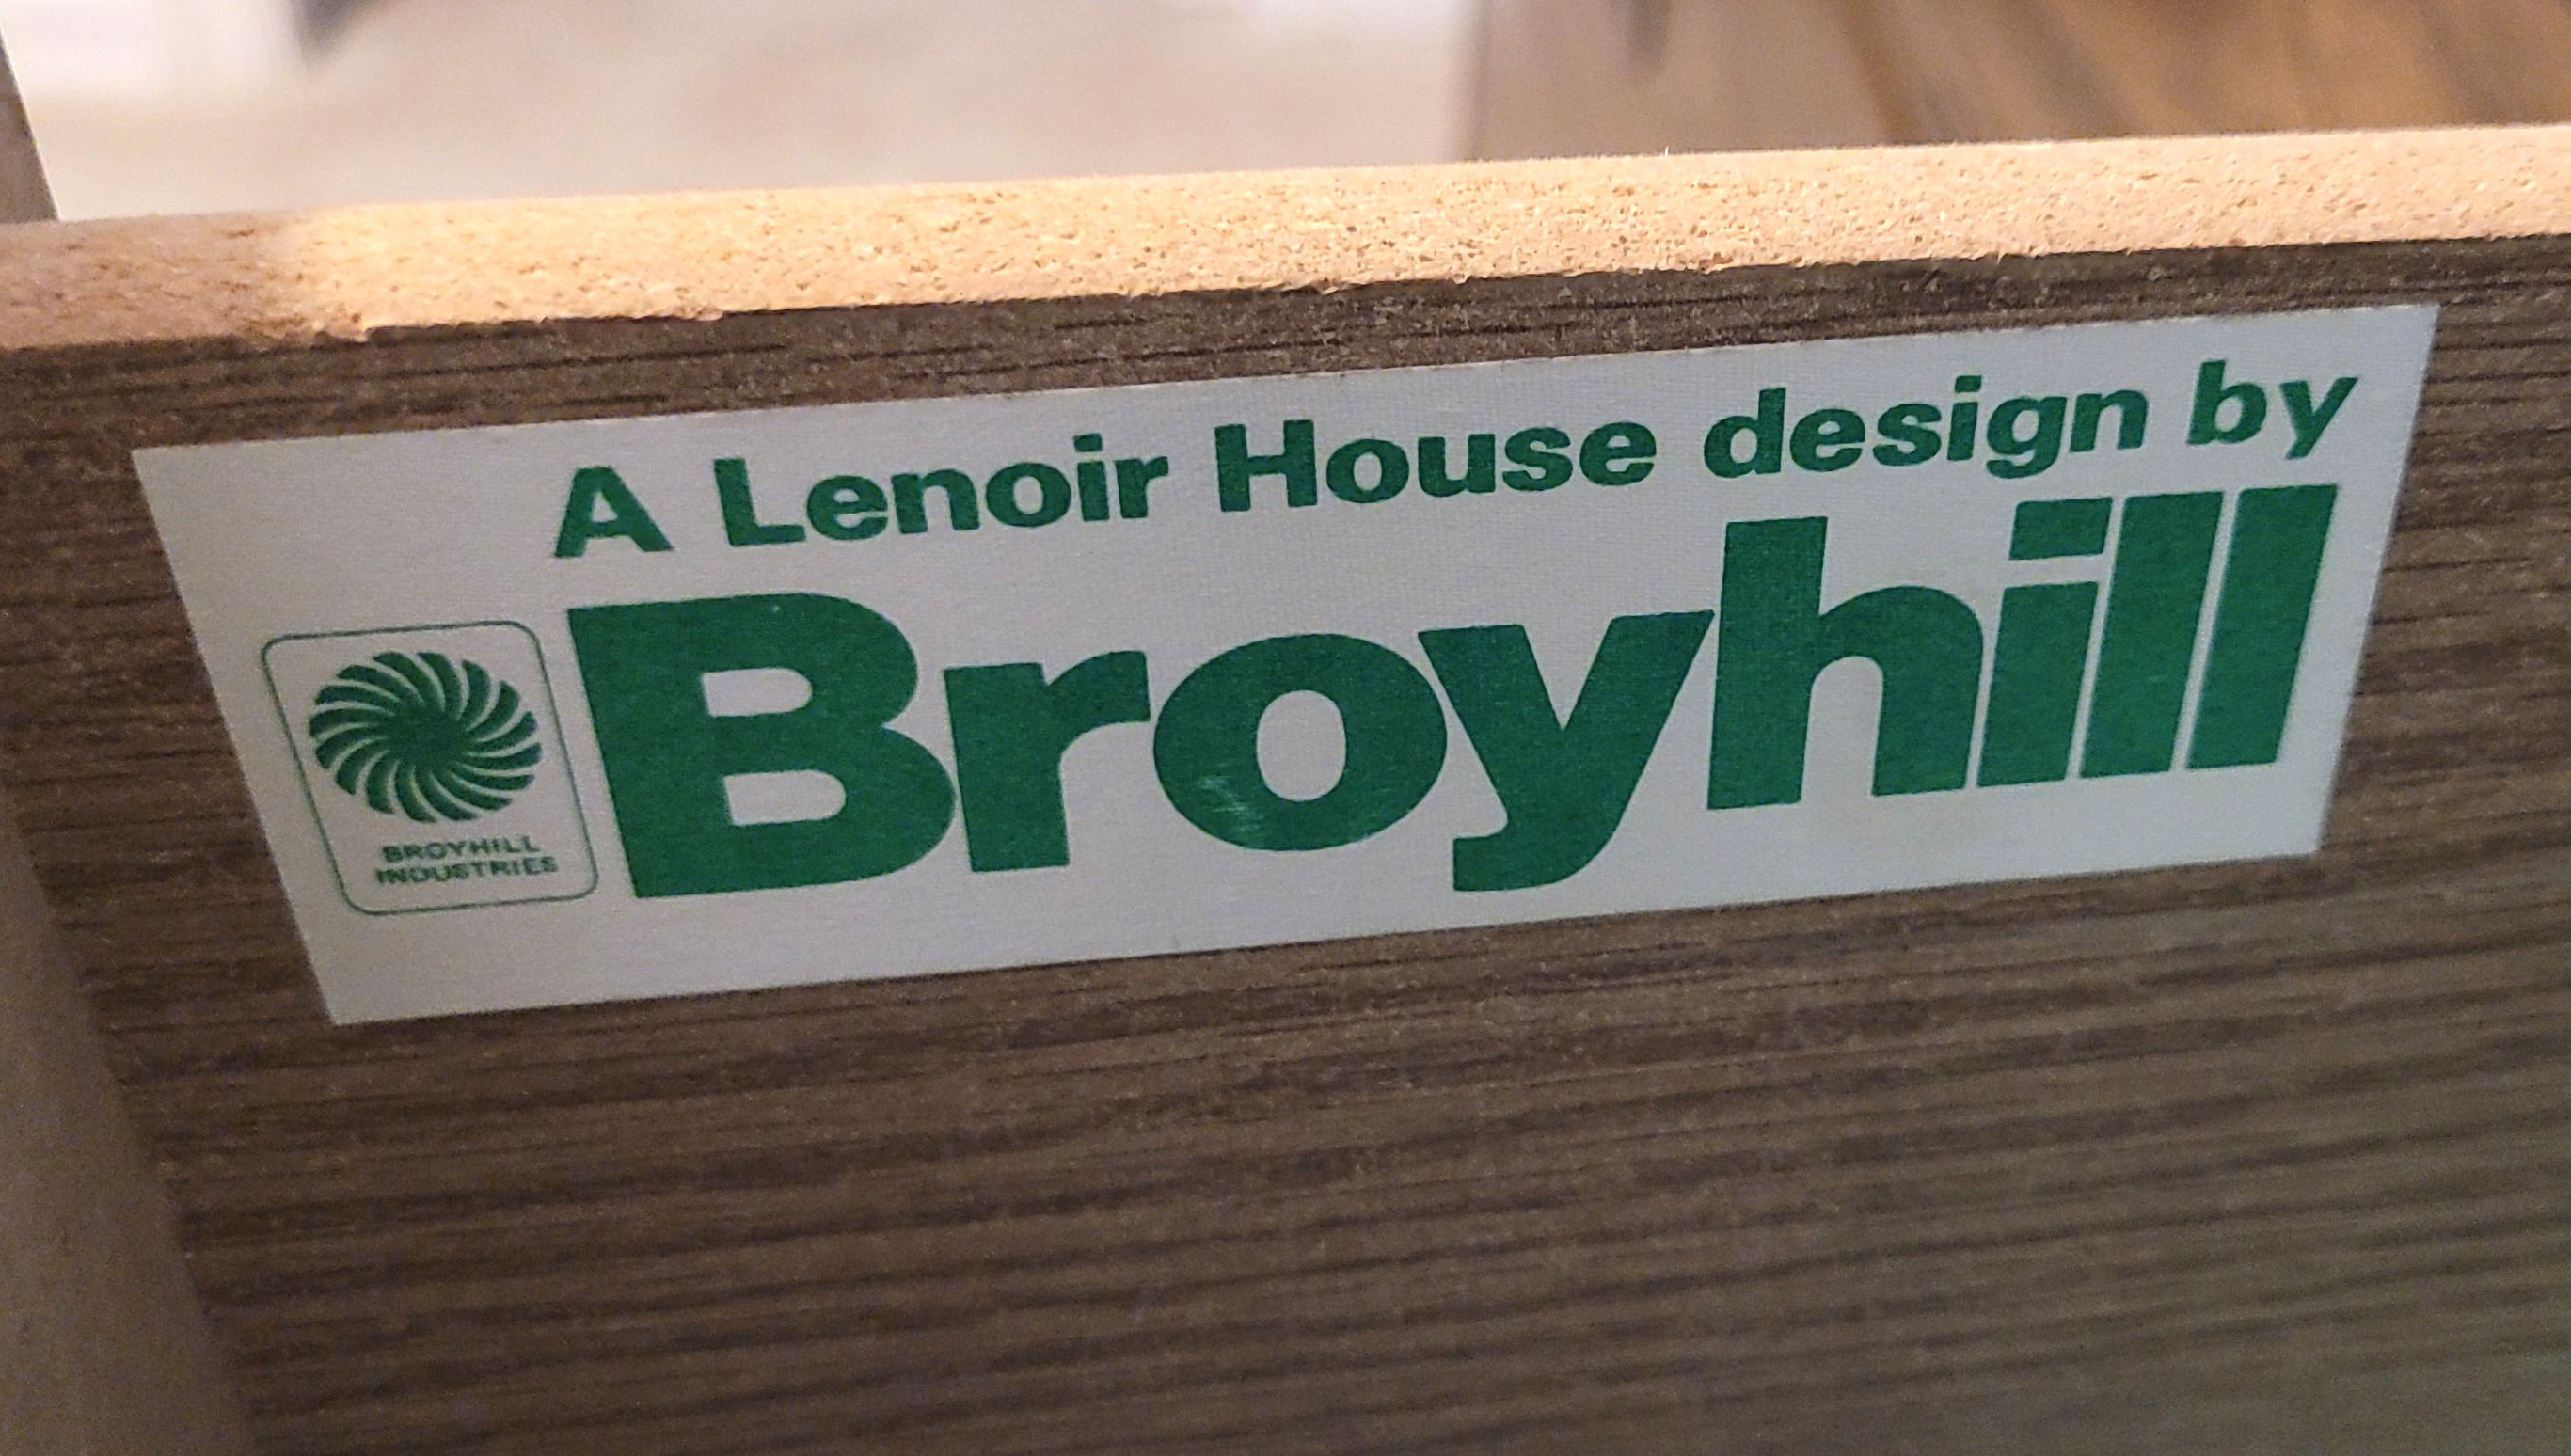 A Lenoir House design by
Broyhill
BROYHILL
INDUSTRIES